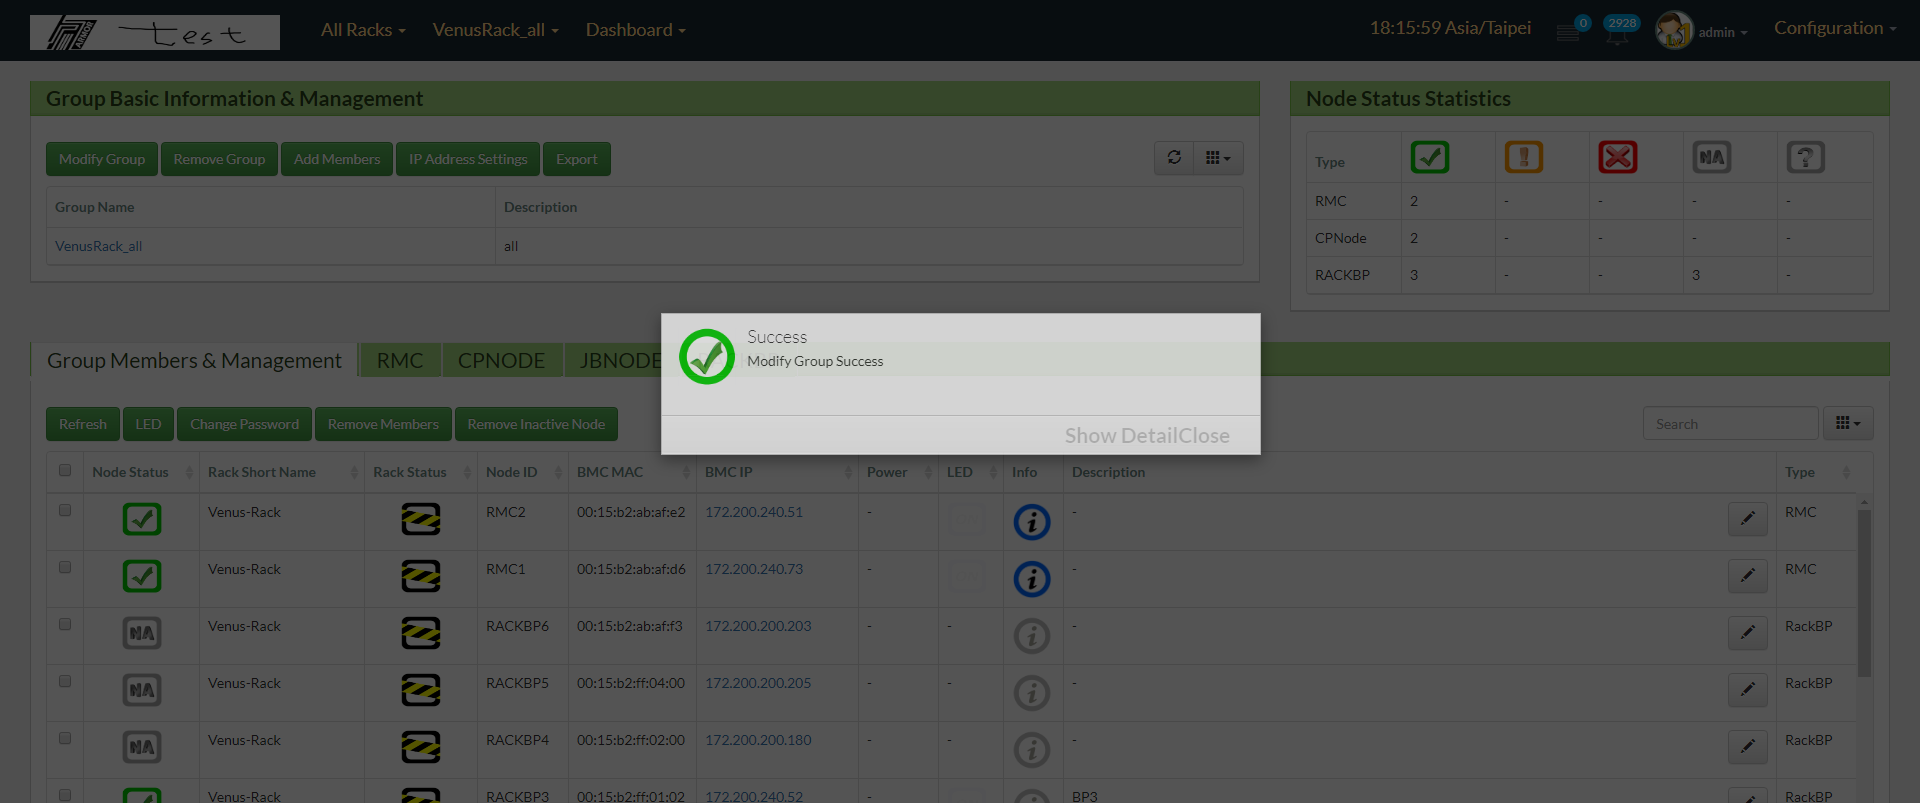 ARMOR test All Racks VenusRack_all Dashboard 18:15:59 Asia/Taipei 0 2928 admin Configuration
Group Basic Information & Management
Modify Group Remove Group Add Members IP Address Settings Export
Group Name Description
VenusRack_all all
Node Status Statistics
Type NA ?
RMC 2 - - - -
CPNode 2 - - - -
RACKBP 3 - - 3 -
Success
Modify Group Success
Show DetailClose
Group Members & Management RMC CPNODE JBNODE
Refresh LED Change Password Remove Members Remove Inactive Node Search
Node Status Rack Short Name Rack Status Node ID BMC MAC BMC IP Power LED Info Description Type
Venus-Rack RMC2 00:15:b2:ab:af:e2 172.200.240.51 - i - RMC
Venus-Rack RMC1 00:15:b2:ab:af:d6 172.200.240.73 - i - RMC
NA Venus-Rack RACKBP6 00:15:b2:ab:af:f3 172.200.200.203 - - i - RackBP
NA Venus-Rack RACKBP5 00:15:b2:ff:04:00 172.200.200.205 - - i - RackBP
NA Venus-Rack RACKBP4 00:15:b2:ff:02:00 172.200.200.180 - - i - RackBP
Venus-Rack RACKBP3 00:15:b2:ff:01:02 172.200.240.52 - BP3 RackBP